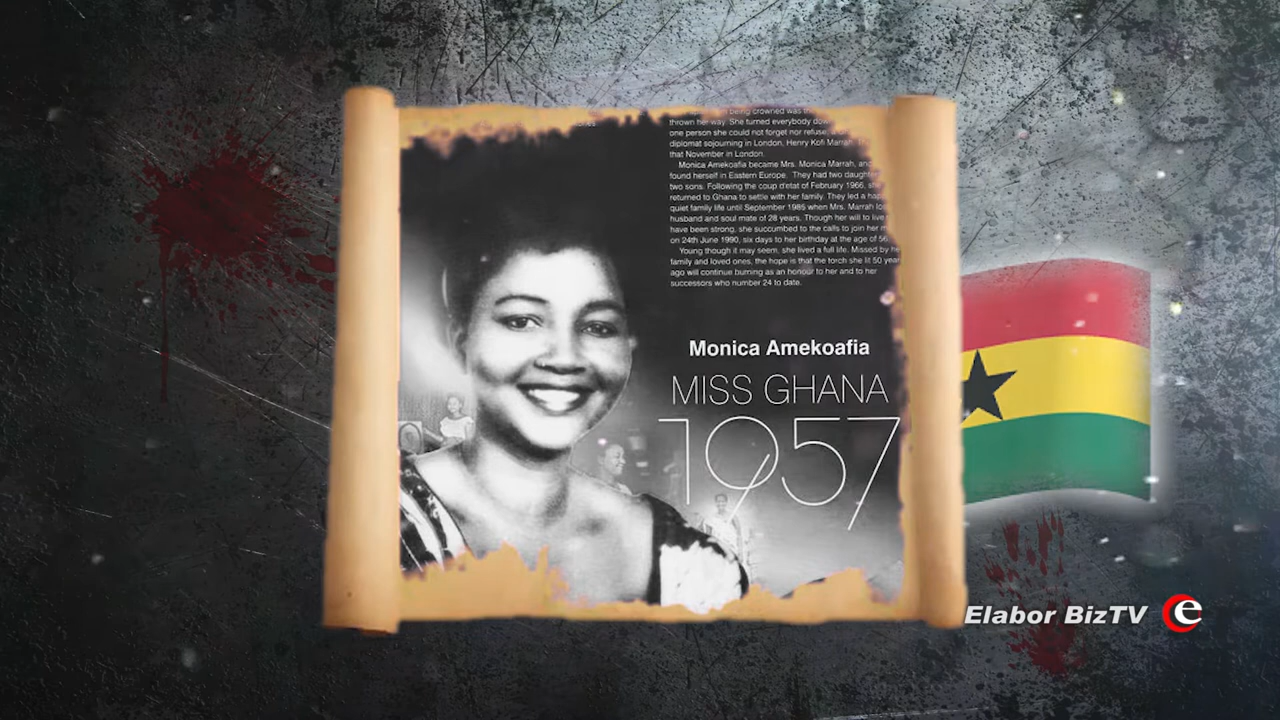 being crowned was
thrown her way. She turned everybody
one person she could not forget nor refuse,
diplomat sojourning in London, Henry Kofi Marrah.
that November in London.
Monica Amekoafia became Mrs. Monica Marrah, and
found herself in Eastern Europe. They had two
two sons. Following the coup d'etat of February 1966,
returned to Ghana to settle with her family. They led a
quiet family life until September 1985 when Mrs. Marrah
husband and soul mate of 28 years. Though her will to live
have been strong, she succumbed to the calls to join her
on 24th June 1990, six days to her birthday at the age of 56.
Young though it may seem, she lived a full life. Missed by
family and loved ones, the hope is that the torch she lit 50
ago will continue burning as an honour to her and to her
successors who number 24 to date.
Monica Amekoafia
MISS GHANA
1957
Elabor BizTV e